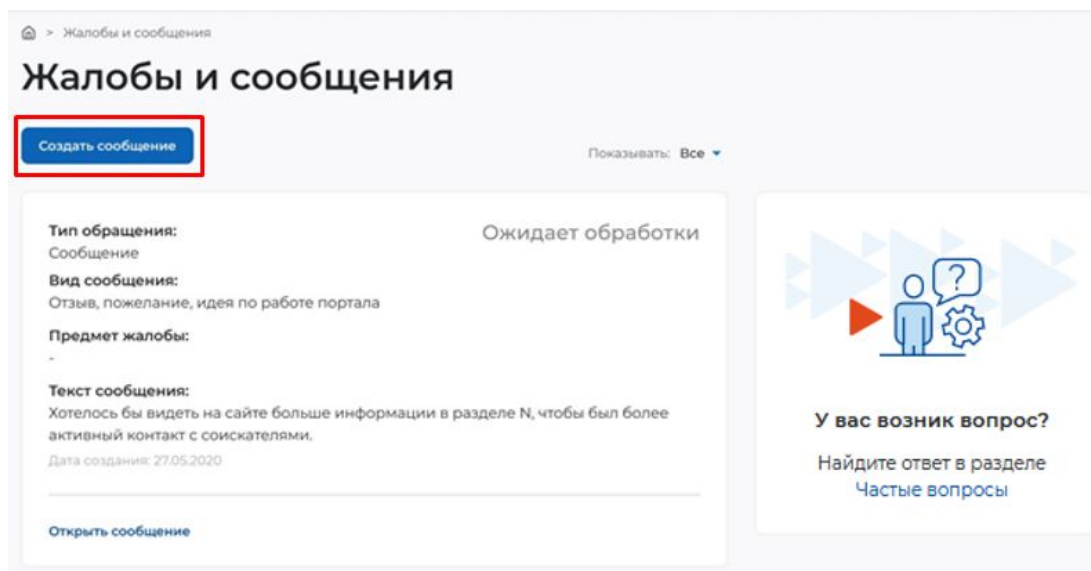 > Жалобы и сообщения
Жалобы и сообщения
Создать сообщение
Показывать: Все
Тип обращения:
Сообщение
Ожидает обработки
Вид сообщения:
Отзыв, пожелание, идея по работе портала
Предмет жалобы:
-
Текст сообщения:
Хотелось бы видеть на сайте больше информации в разделе N, чтобы был более
активный контакт с соискателями.
Дата создания: 27.05.2020
Открыть сообщение
?
У вас возник вопрос?
Найдите ответ в разделе
Частые вопросы